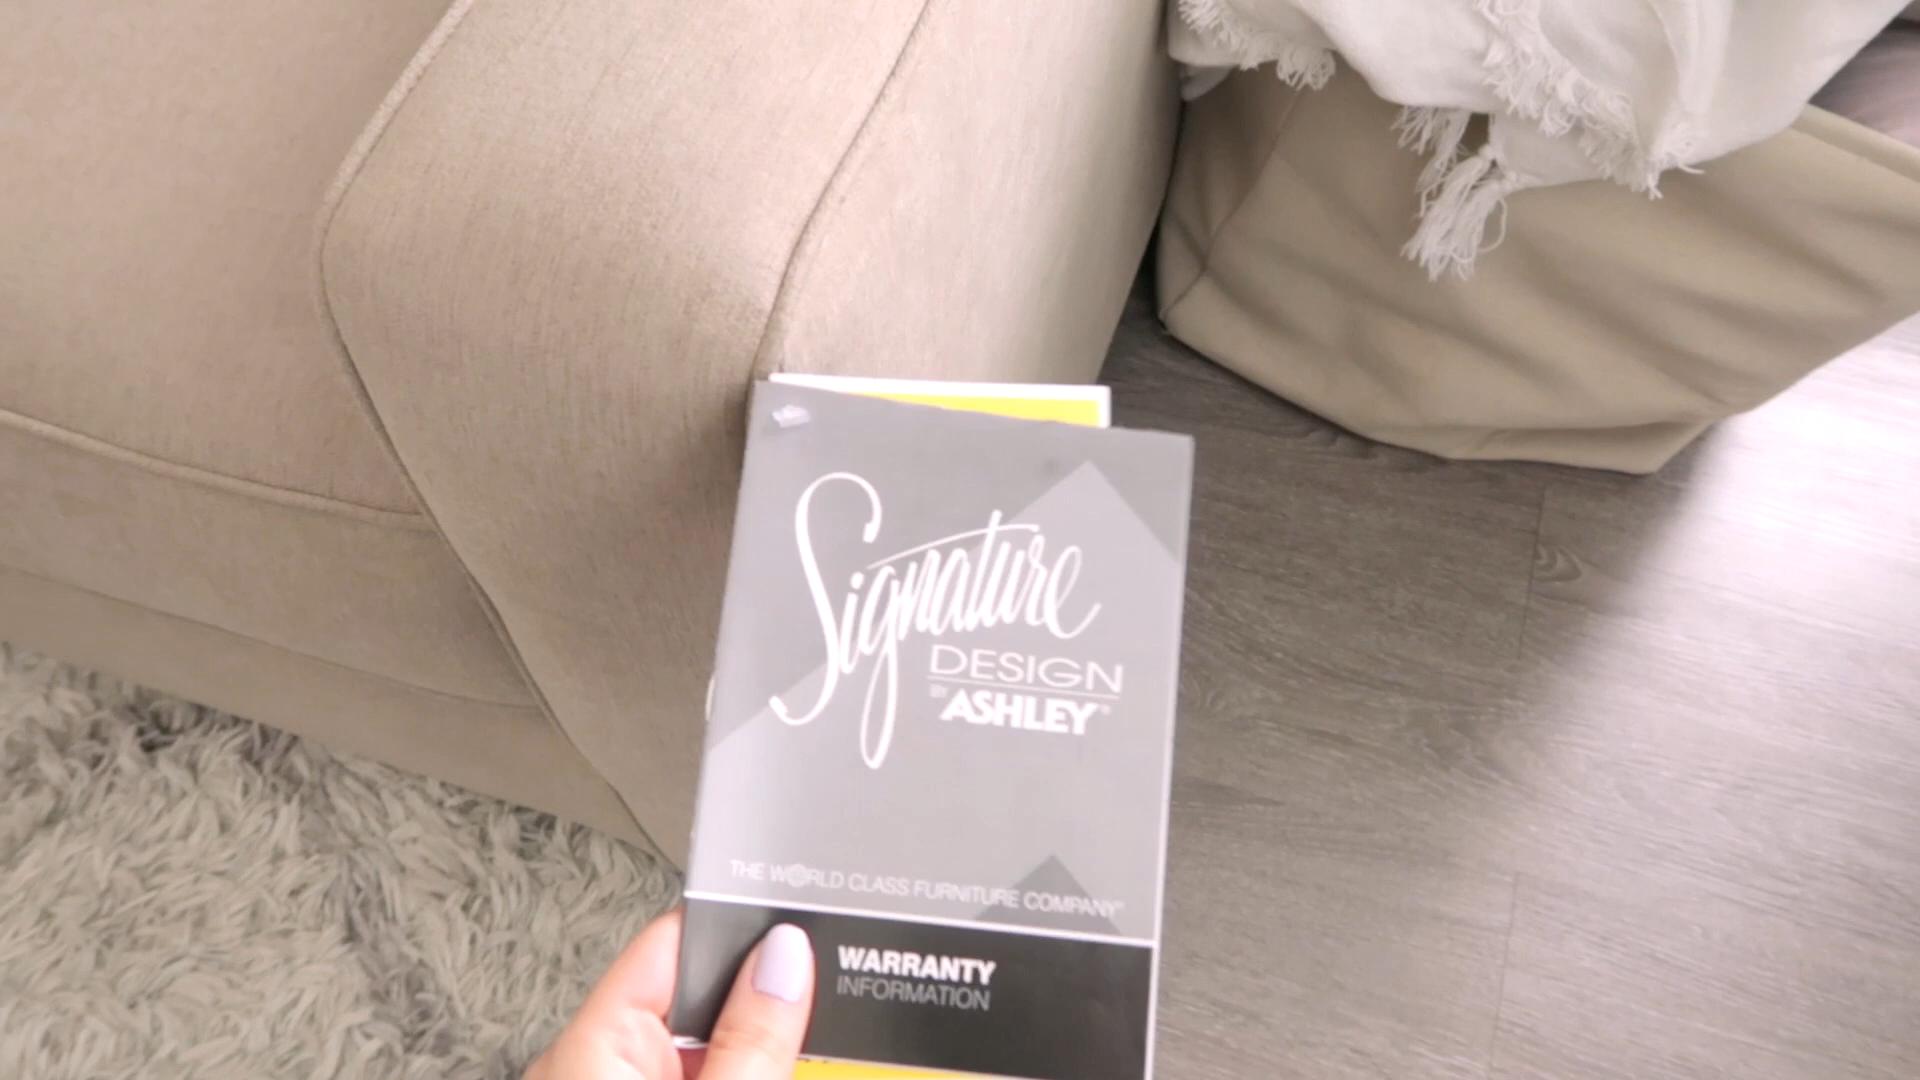 Signature
DESIGN
BY ASHLEY®
THE WORLD CLASS FURNITURE COMPANY®
WARRANTY
INFORMATION